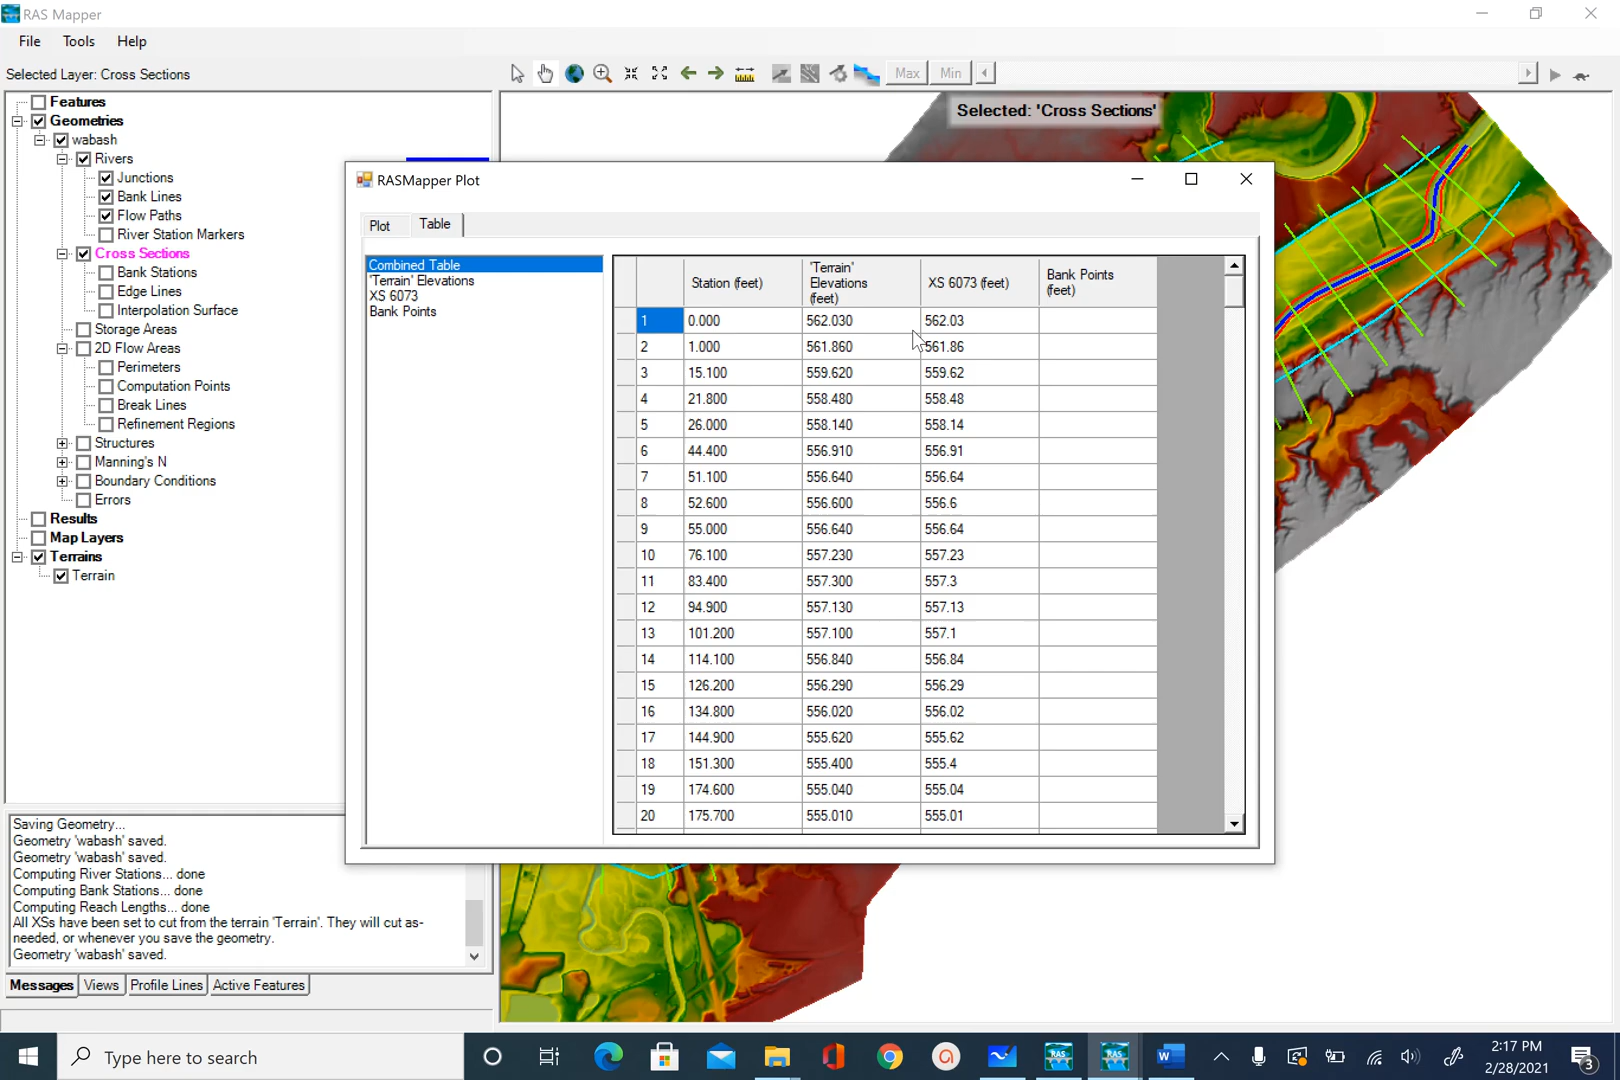 RAS Mapper
File Tools Help
Selected Layer: Cross Sections
Max Min
Features
Geometries
wabash
Rivers
Junctions
Bank Lines
Flow Paths
River Station Markers
Cross Sections
Bank Stations
Edge Lines
Interpolation Surface
Storage Areas
2D Flow Areas
Perimeters
Computation Points
Break Lines
Refinement Regions
Structures
Manning's N
Boundary Conditions
Errors
Results
Map Layers
Terrains
Terrain
Selected: 'Cross Sections'
RASMapper Plot
Plot Table
Combined Table
'Terrain' Elevations
XS 6073
Bank Points
Station (feet) 'Terrain' Elevations (feet) XS 6073 (feet) Bank Points (feet)
1 0.000 562.030 562.03
2 1.000 561.860 561.86
3 15.100 559.620 559.62
4 21.800 558.480 558.48
5 26.000 558.140 558.14
6 44.400 556.910 556.91
7 51.100 556.640 556.64
8 52.600 556.600 556.6
9 55.000 556.640 556.64
10 76.100 557.230 557.23
11 83.400 557.300 557.3
12 94.900 557.130 557.13
13 101.200 557.100 557.1
14 114.100 556.840 556.84
15 126.200 556.290 556.29
16 134.800 556.020 556.02
17 144.900 555.620 555.62
18 151.300 555.400 555.4
19 174.600 555.040 555.04
20 175.700 555.010 555.01
Saving Geometry...
Geometry 'wabash' saved.
Geometry 'wabash' saved.
Computing River Stations... done
Computing Bank Stations... done
Computing Reach Lengths... done
All XSs have been set to cut from the terrain 'Terrain'. They will cut as-
needed, or whenever you save the geometry.
Geometry 'wabash' saved.
Messages Views Profile Lines Active Features
Type here to search
RAS
RAS
2:17 PM
2/28/2021
3